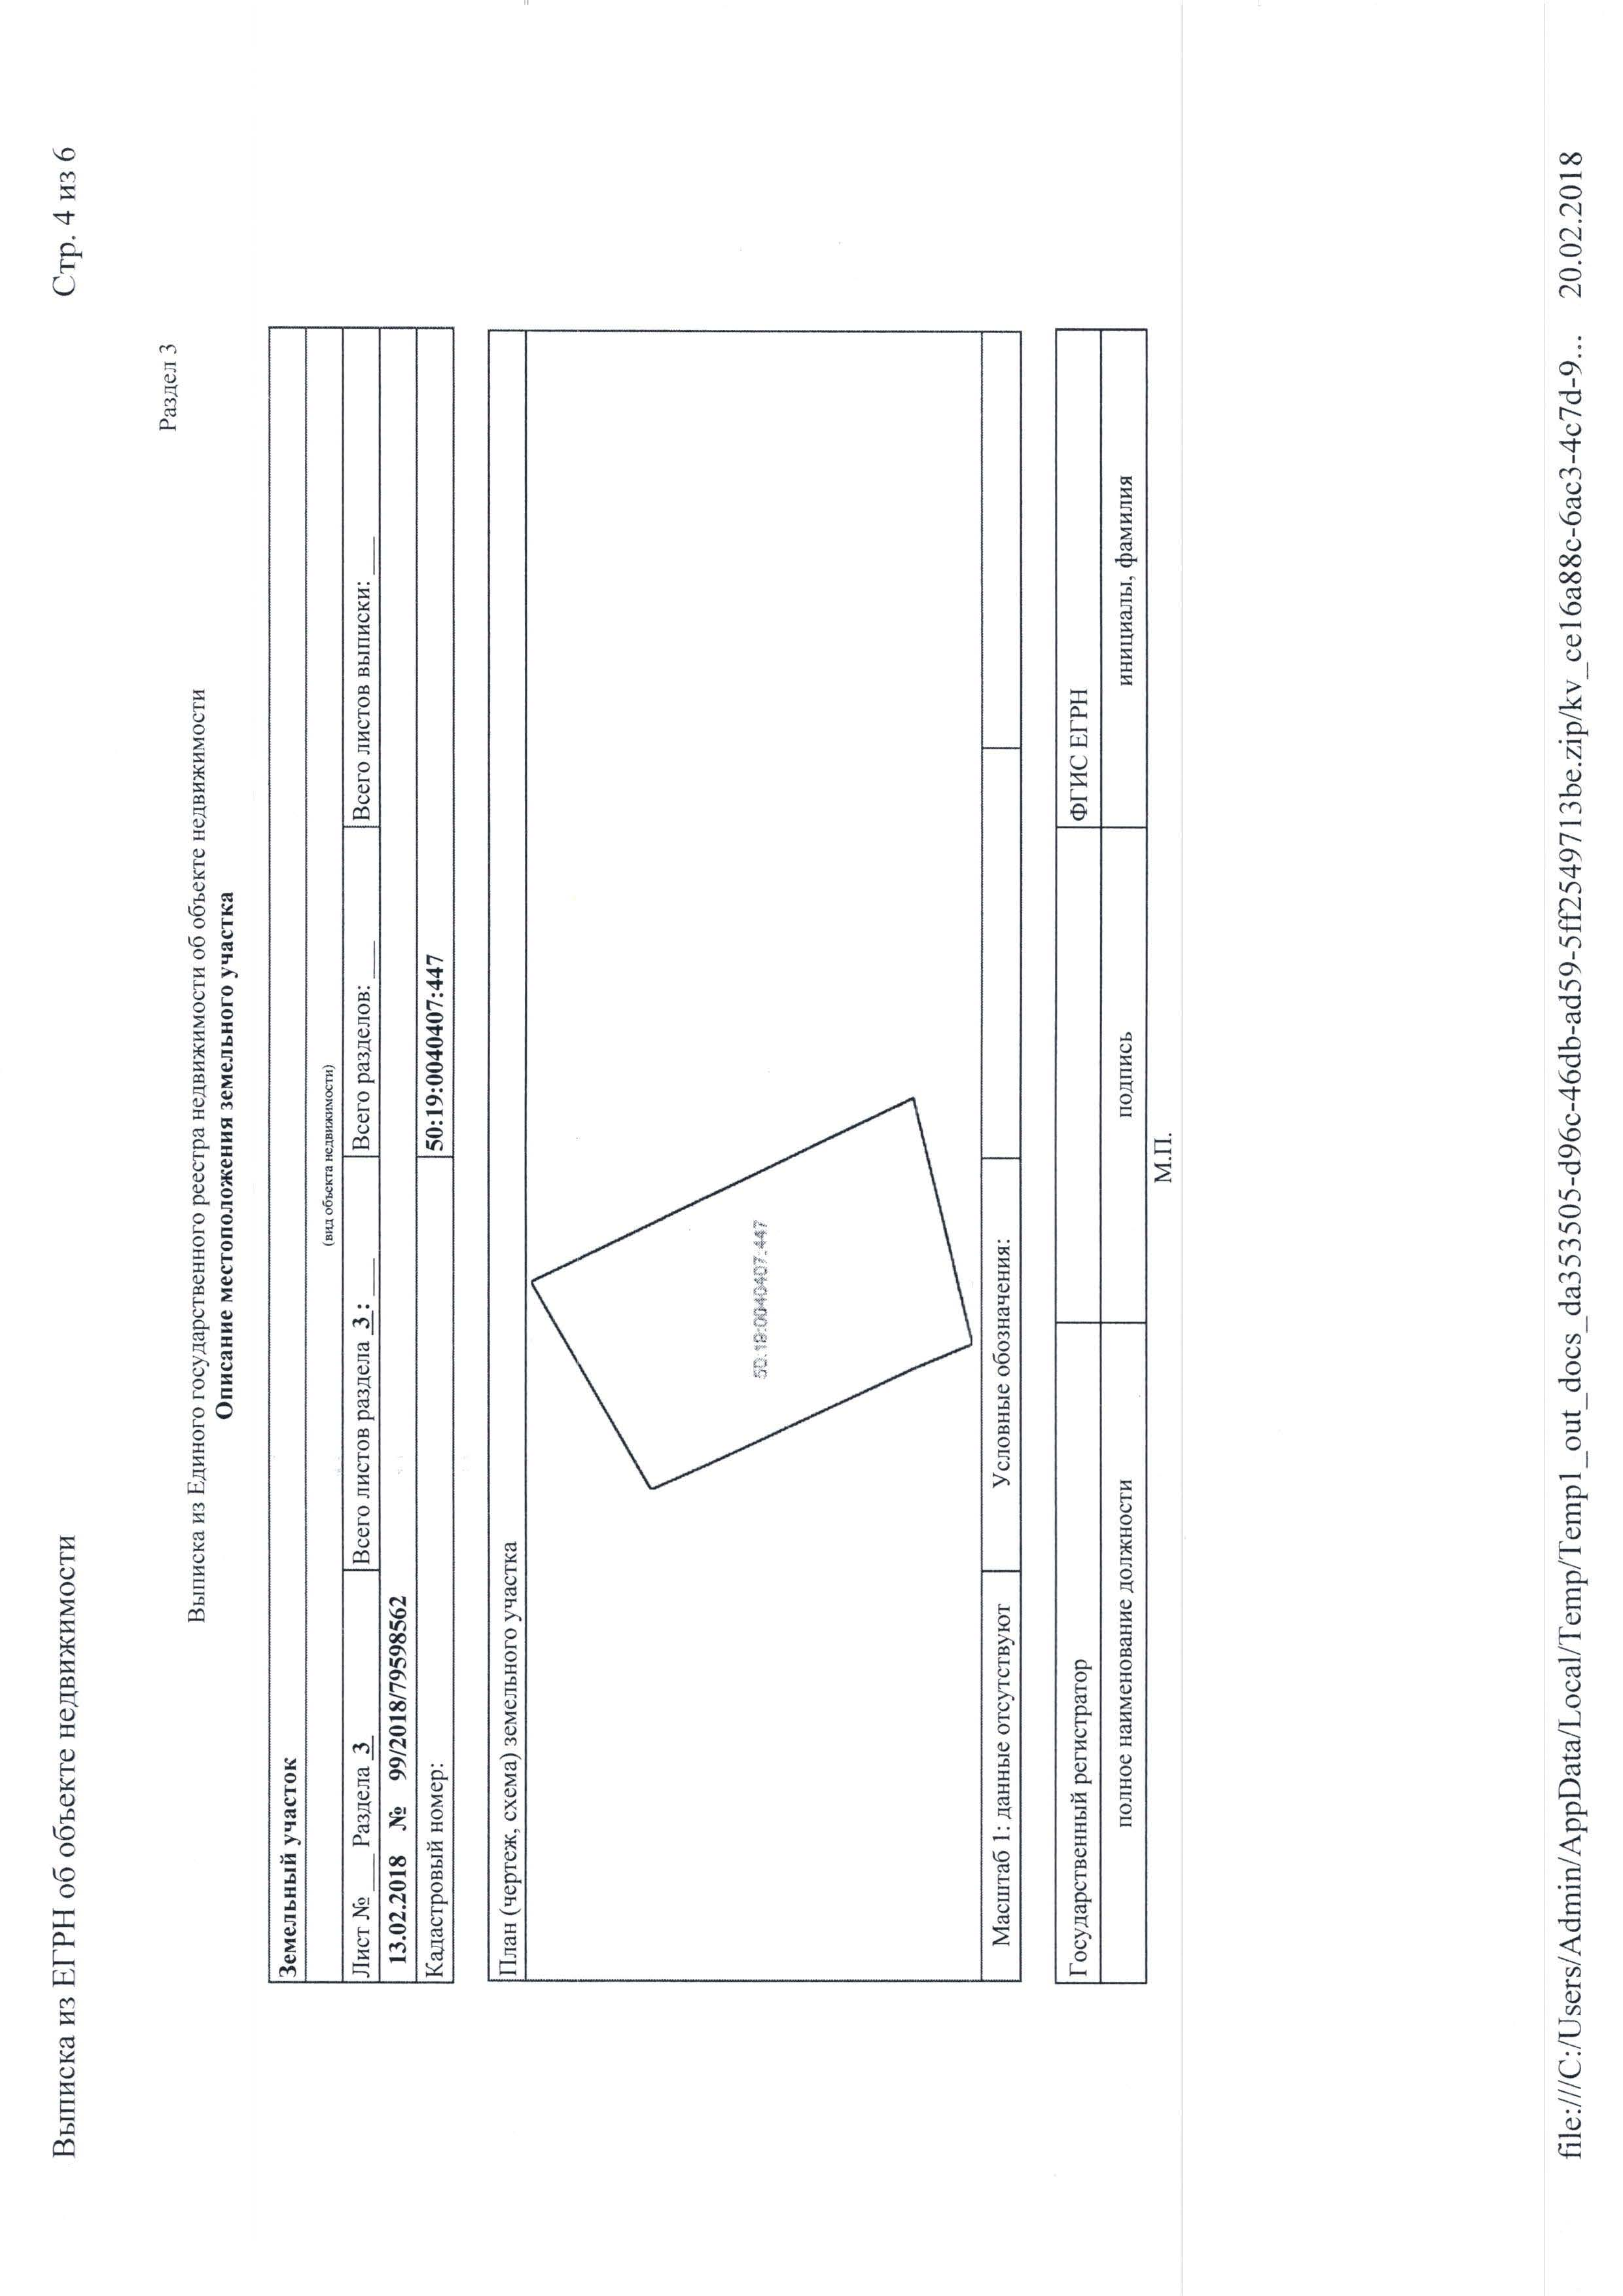 Выписка из ЕГРН об объекте недвижимости
Стр. 4 из 6
Раздел 3
Выписка из Единого государственного реестра недвижимости об объекте недвижимости
Описание местоположения земельного участка
Земельный участок
(вид объекта недвижимости)
Лист № ___ Раздела 3
Всего листов раздела 3 : ___
Всего разделов: ___
Всего листов выписки: ___
13.02.2018 № 99/2018/79598562
Кадастровый номер:
50:19:0040407:447
План (чертеж, схема) земельного участка
50:19:0040407:447
Масштаб 1: данные отсутствуют
Условные обозначения:
Государственный регистратор
ФГИС ЕГРН
полное наименование должности
подпись
инициалы, фамилия
М.П.
file:///C:/Users/Admin/AppData/Local/Temp/Temp1_out_docs_da353505-d96c-46db-ad59-5ff2549713be.zip/kv_ce16a88c-6ac3-4c7d-9...
20.02.2018